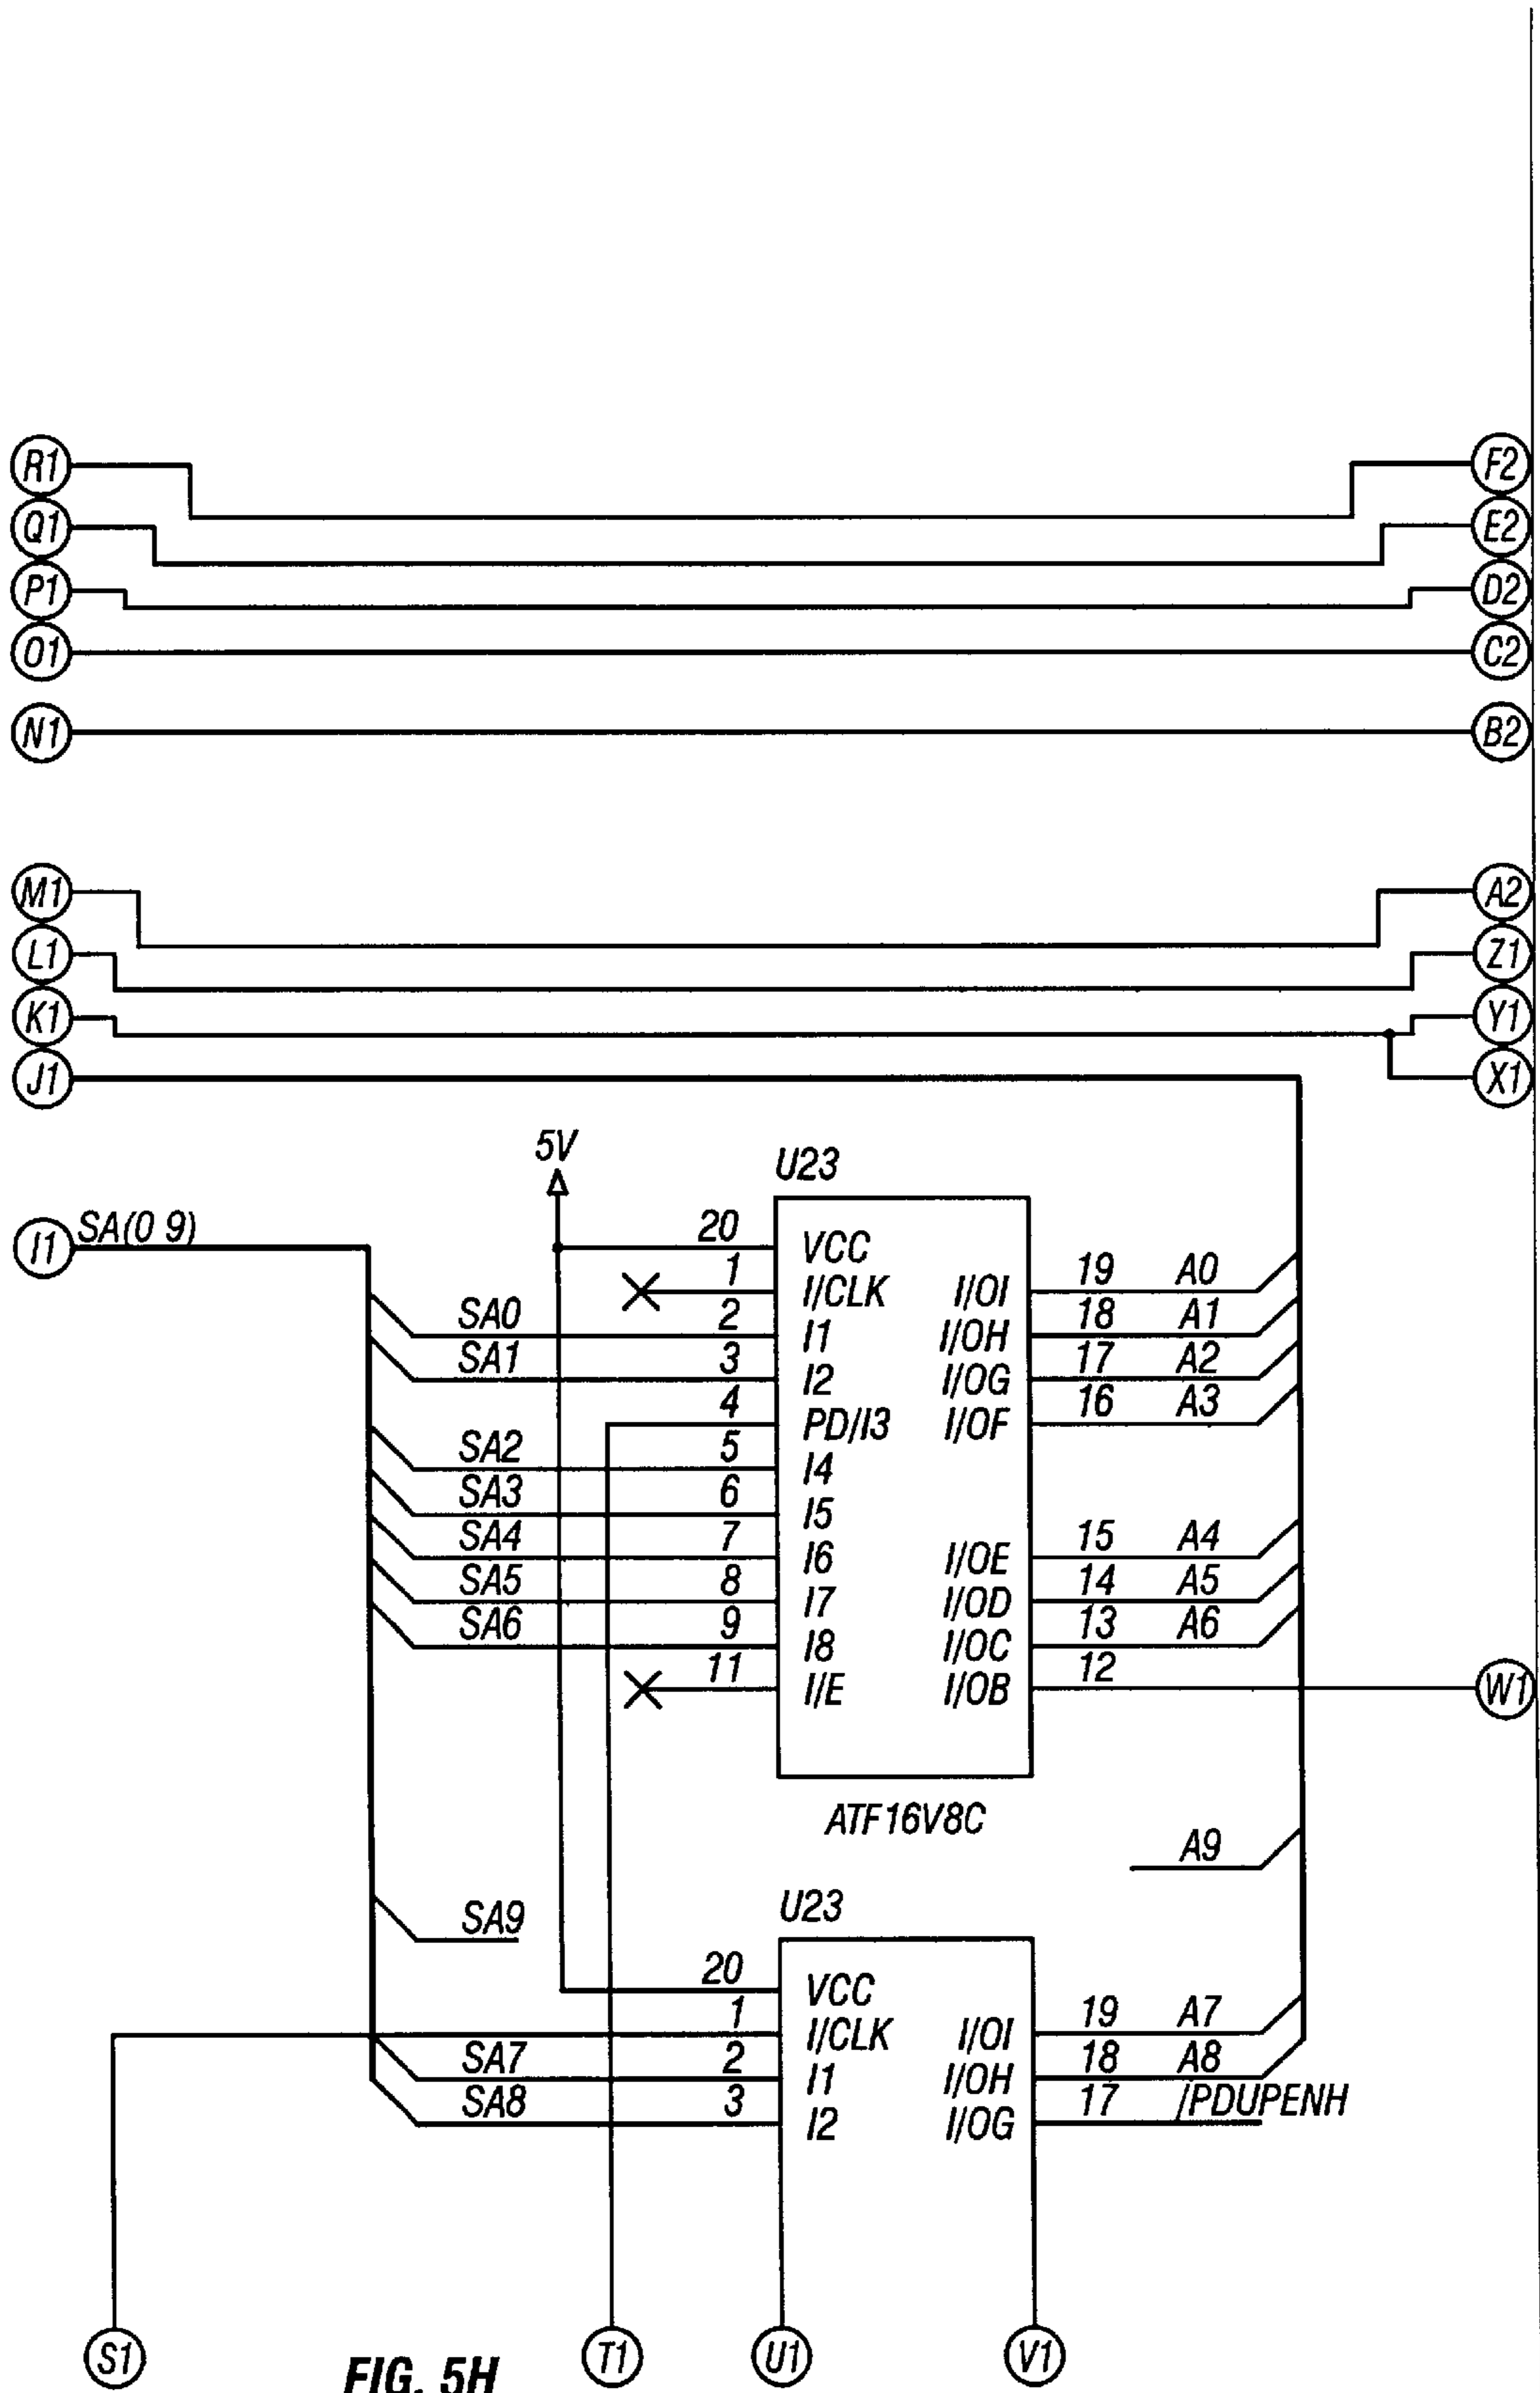 R1 F2
Q1 E2
P1 D2
O1 C2
N1 B2
M1 A2
L1 Z1
K1 Y1
J1 X1
5V
U23
I1 SA(0 9)
20 VCC
1 I/CLK I/OI 19 A0
SA0 2 I1 I/OH 18 A1
SA1 3 I2 I/OG 17 A2
4 PD/I3 I/OF 16 A3
SA2 5 I4
SA3 6 I5
SA4 7 I6 I/OE 15 A4
SA5 8 I7 I/OD 14 A5
SA6 9 I8 I/OC 13 A6
11 I/E I/OB 12 W1
ATF16V8C
A9
U23
SA9
20 VCC
1 I/CLK I/OI 19 A7
SA7 2 I1 I/OH 18 A8
SA8 3 I2 I/OG 17 /PDUPENH
S1 T1 U1 V1
FIG. 5H